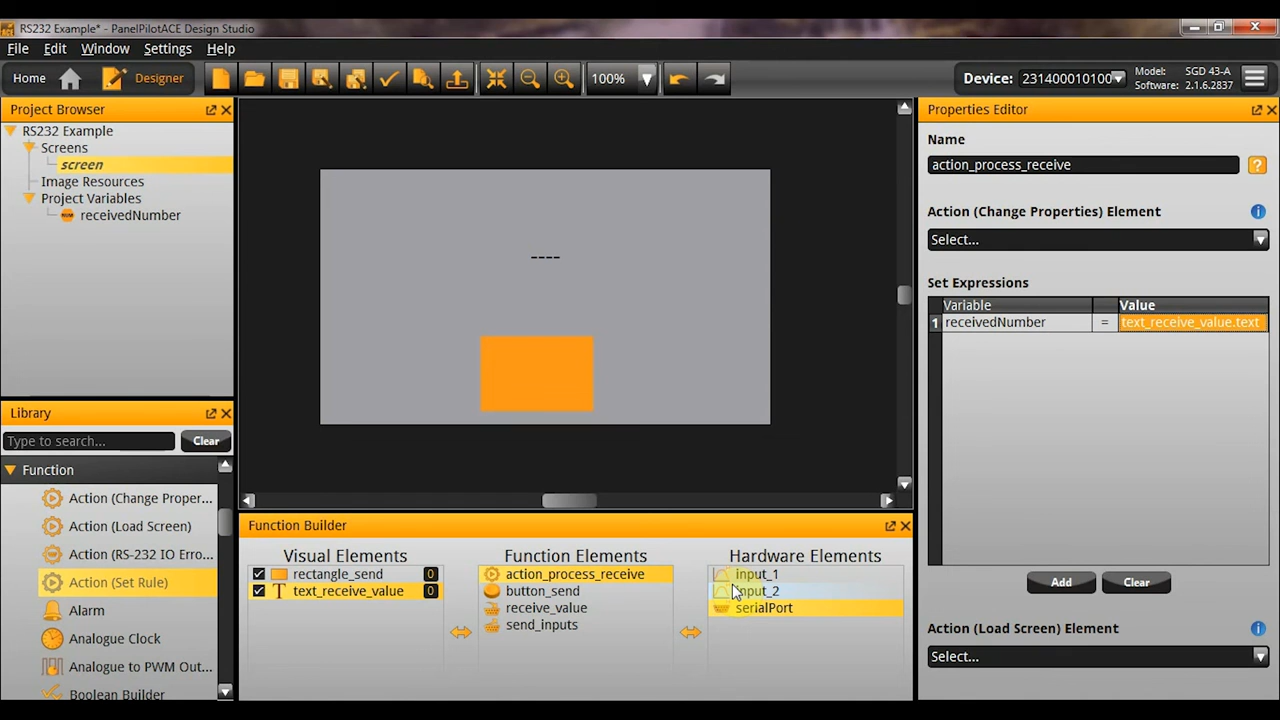 RS232 Example* - PanelPilotACE Design Studio
File Edit Window Settings Help
Home Designer 100% Device: 231400010100 Model: SGD 43-A
Software: 2.1.6.2837
Project Browser
RS232 Example
Screens
screen
Image Resources
Project Variables
receivedNumber
Library
Type to search... Clear
Function
Action (Change Proper...
Action (Load Screen)
Action (RS-232 IO Erro...
Action (Set Rule)
Alarm
Analogue Clock
Analogue to PWM Out...
Boolean Builder
----
Function Builder
Visual Elements Function Elements Hardware Elements
rectangle_send 0 action_process_receive input_1
text_receive_value 0 button_send input_2
receive_value serialPort
send_inputs
Properties Editor
Name
action_process_receive ?
Action (Change Properties) Element i
Select...
Set Expressions
Variable Value
1 receivedNumber = text_receive_value.text
Add Clear
Action (Load Screen) Element i
Select...